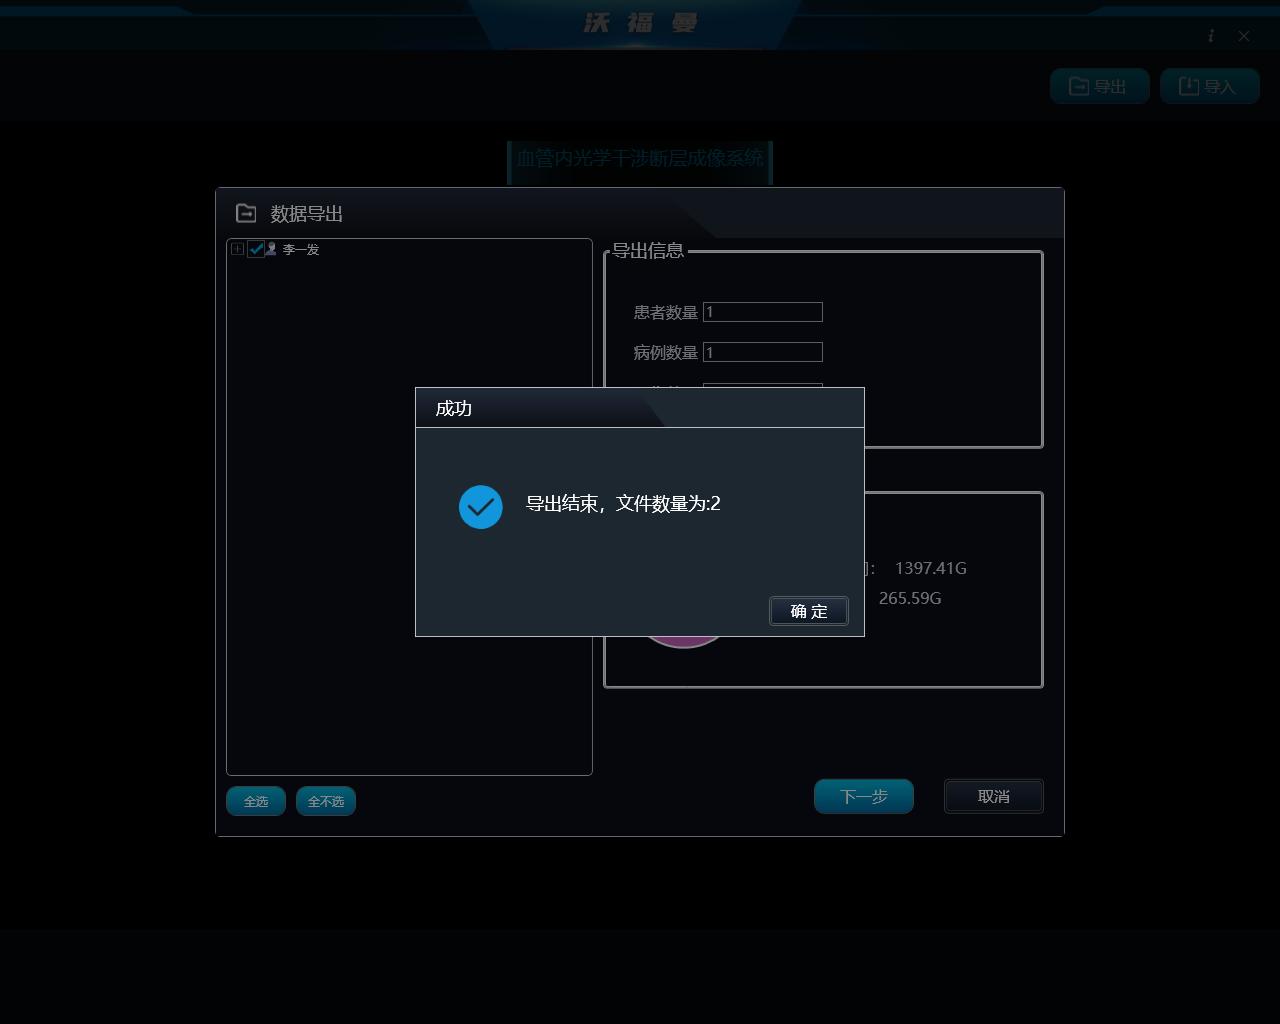 沃福曼
导出
导入
血管内光学干涉断层成像系统
数据导出
李一发
导出信息
患者数量 1
病例数量 1
成功
导出结束，文件数量为:2
确 定
1397.41G
265.59G
全选
全不选
下一步
取消